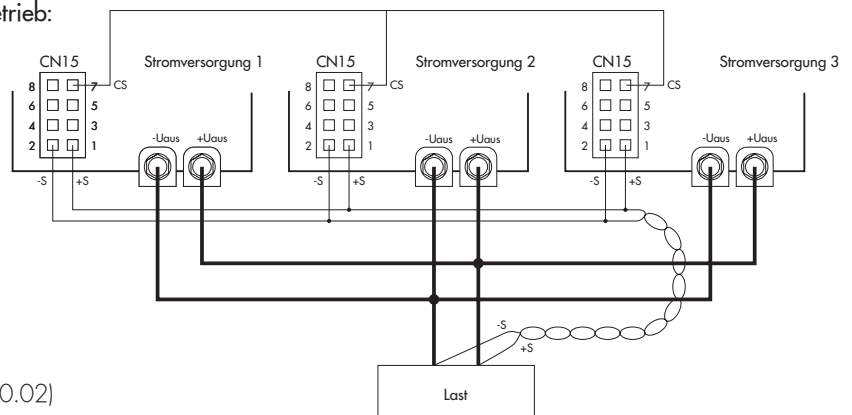 etrieb:
CN15 Stromversorgung 1 CN15 Stromversorgung 2 CN15 Stromversorgung 3
8 7 CS 8 7 CS 8 7 CS
6 5 6 5 6 5
4 3 4 3 4 3
2 1 -Uaus +Uaus 2 1 -Uaus +Uaus 2 1 -Uaus +Uaus
-S +S -S +S -S +S
-S
+S
Last
0.02)